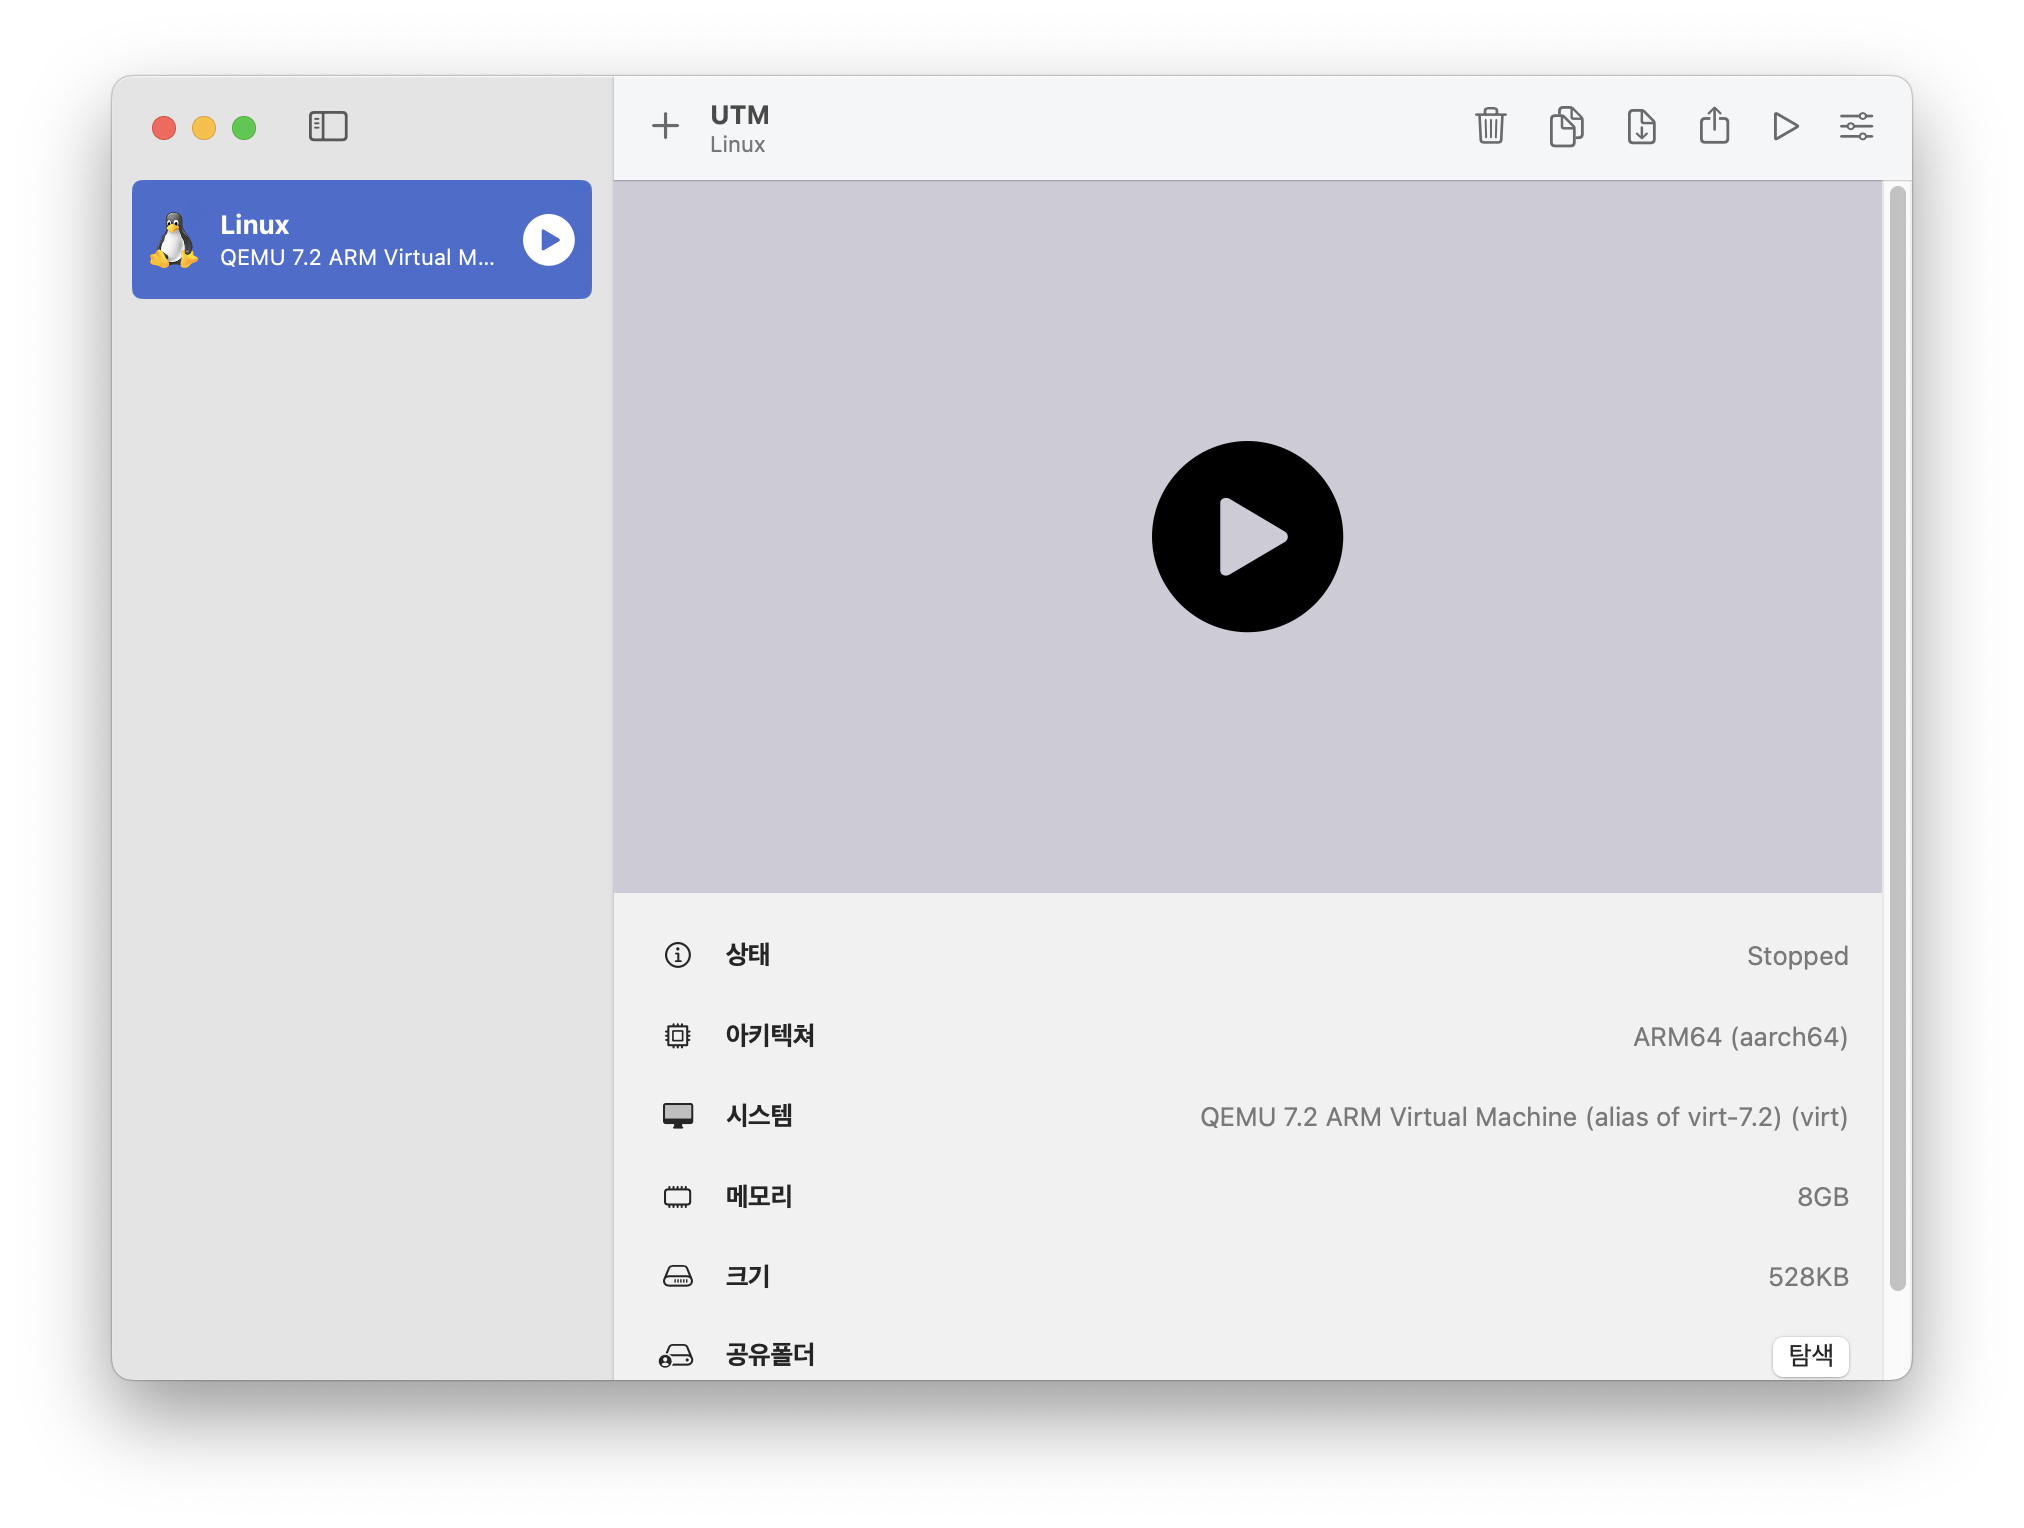 UTM
Linux
Linux
QEMU 7.2 ARM Virtual M...
상태
Stopped
아키텍쳐
ARM64 (aarch64)
시스템
QEMU 7.2 ARM Virtual Machine (alias of virt-7.2) (virt)
메모리
8GB
크기
528KB
공유폴더
탐색